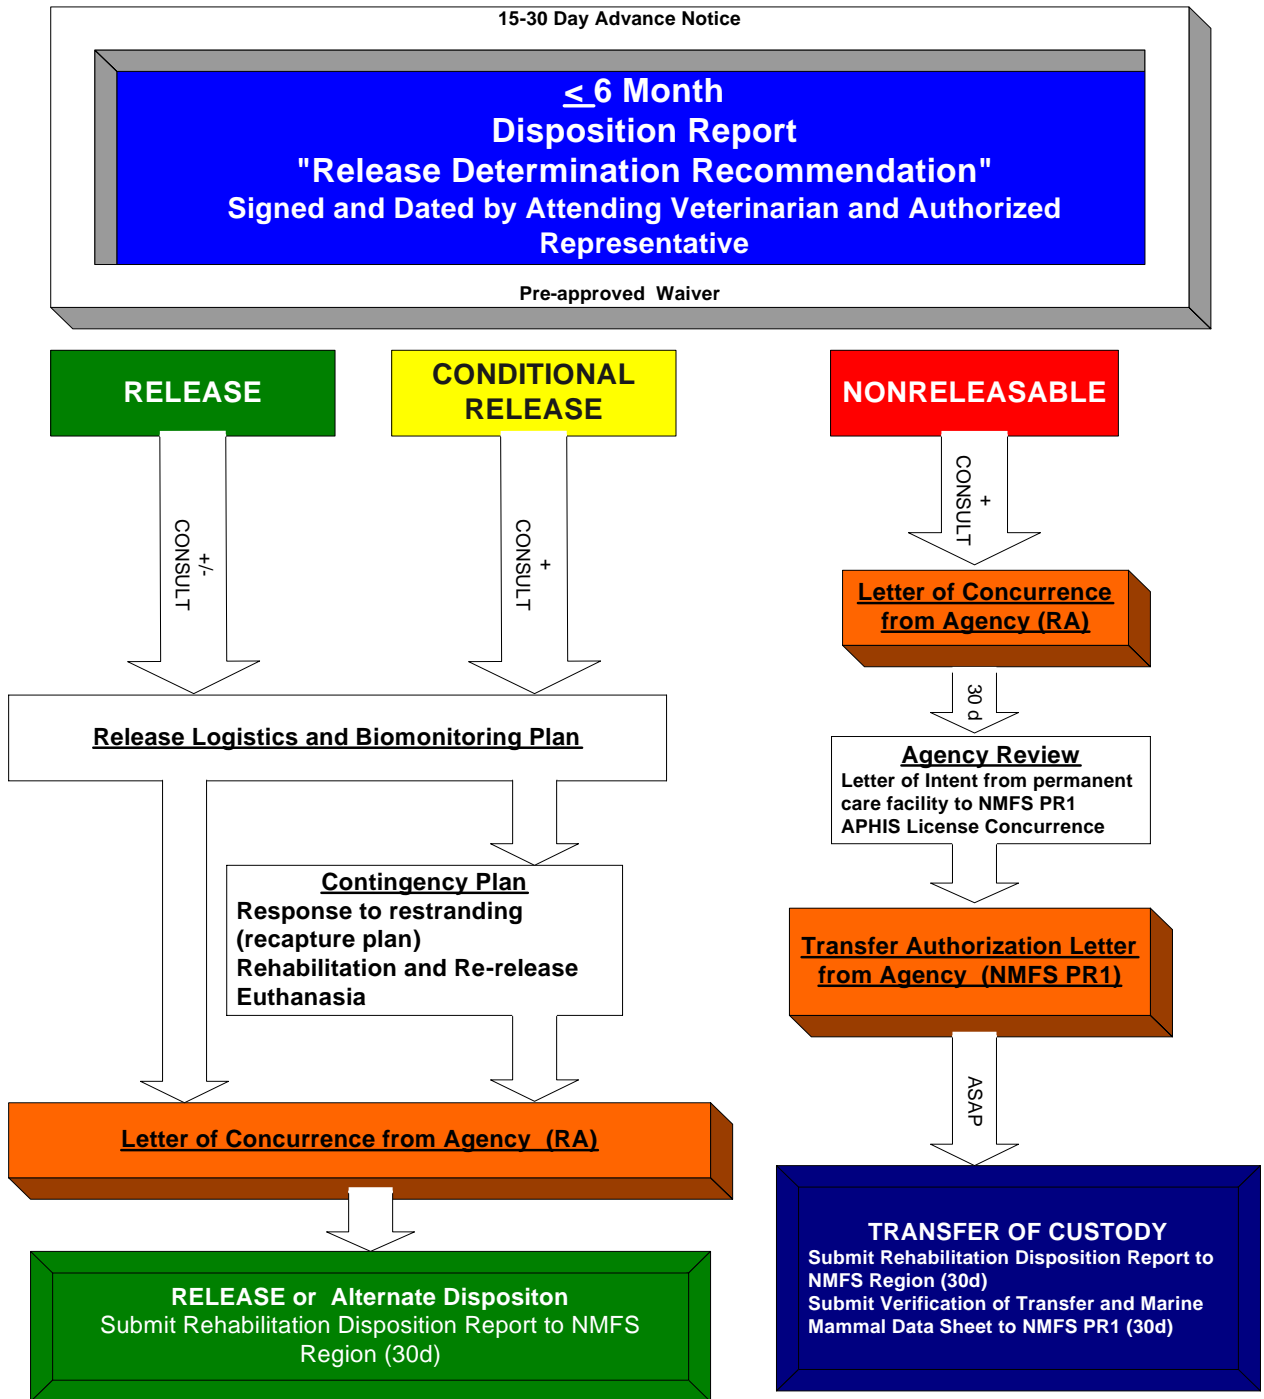 15-30 Day Advance Notice
< 6 Month
Disposition Report
"Release Determination Recommendation"
Signed and Dated by Attending Veterinarian and Authorized
Representative
Pre-approved Waiver
RELEASE
CONDITIONAL
RELEASE
NONRELEASABLE
+/-
CONSULT
+
CONSULT
+
CONSULT
Letter of Concurrence
from Agency (RA)
30 d
Agency Review
Letter of Intent from permanent
care facility to NMFS PR1
APHIS License Concurrence
Release Logistics and Biomonitoring Plan
Contingency Plan
Response to restranding
(recapture plan)
Rehabilitation and Re-release
Euthanasia
Transfer Authorization Letter
from Agency (NMFS PR1)
ASAP
Letter of Concurrence from Agency (RA)
RELEASE or Alternate Dispositon
Submit Rehabilitation Disposition Report to NMFS
Region (30d)
TRANSFER OF CUSTODY
Submit Rehabilitation Disposition Report to
NMFS Region (30d)
Submit Verification of Transfer and Marine
Mammal Data Sheet to NMFS PR1 (30d)